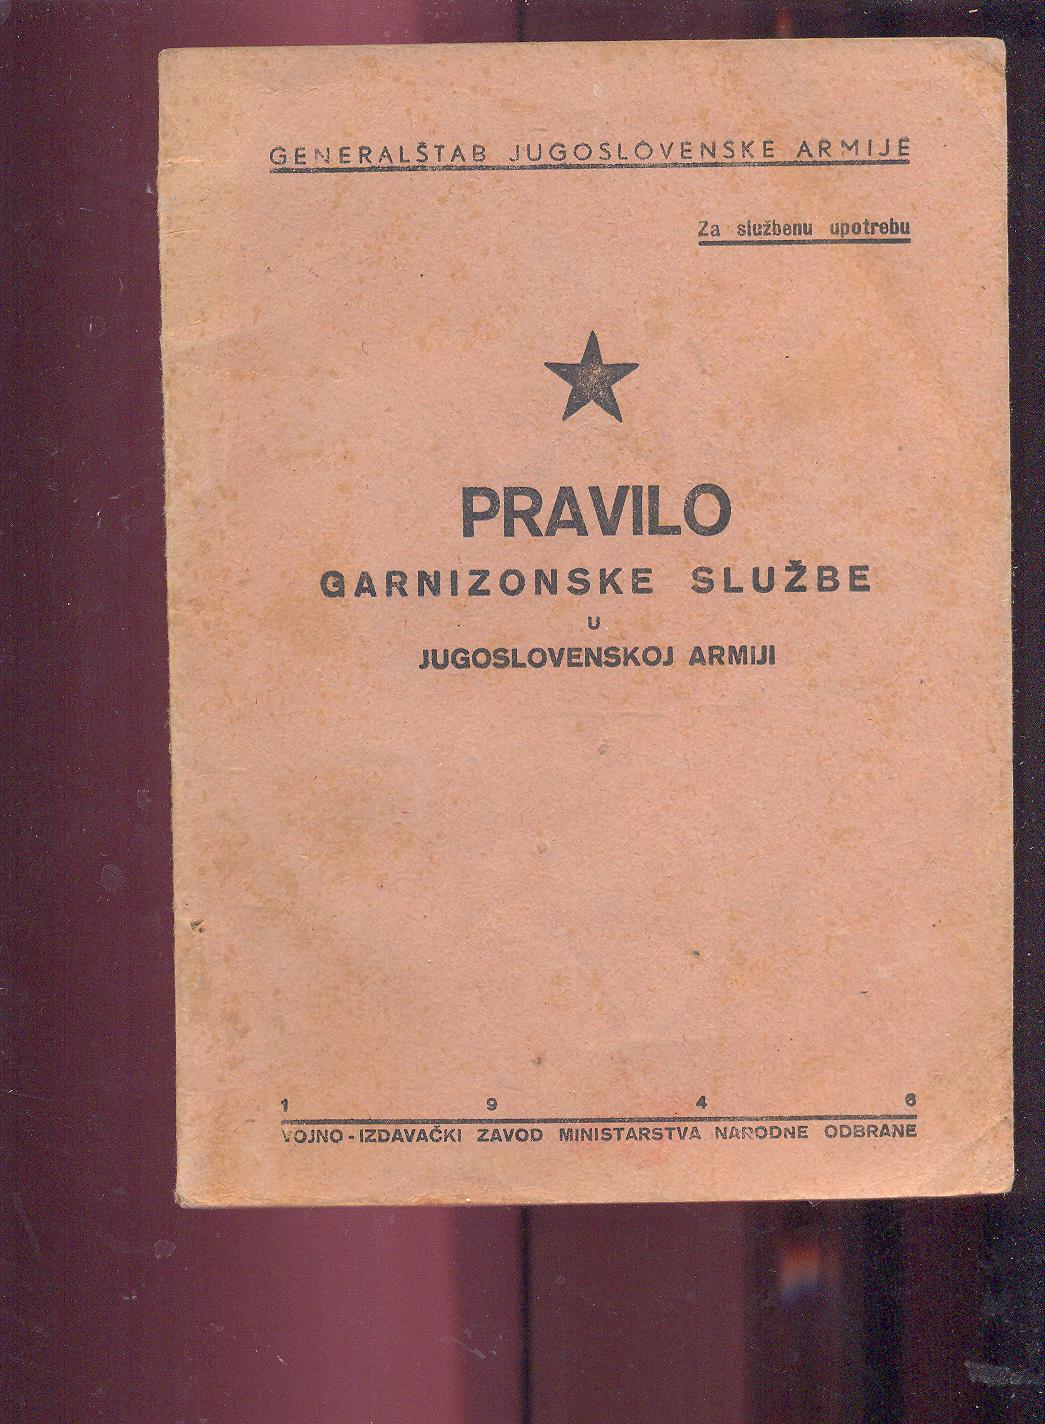 GENERALŠTAB JUGOSLOVENSKE ARMIJE
Za službenu upotrebu
PRAVILO
GARNIZONSKE SLUŽBE
U
JUGOSLOVENSKOJ ARMIJI
1 9 4 6
VOJNO-IZDAVAČKI ZAVOD MINISTARSTVA NARODNE ODBRANE